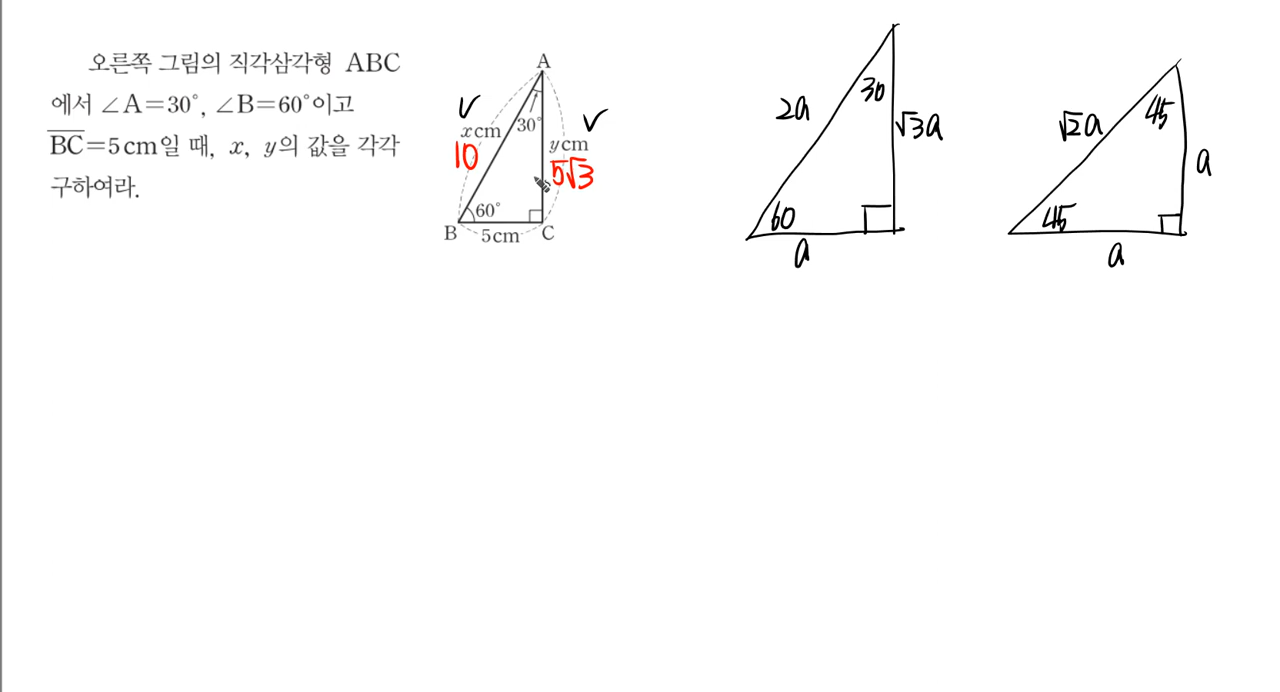 오른쪽 그림의 직각삼각형 ABC
에서 ∠A=30°, ∠B=60°이고
BC=5cm일 때, x, y의 값을 각각
구하여라.
A
x cm
10
30°
y cm
5√3
60°
B
5cm
C
2a
30
√3a
60
a
√2a
45
a
45
a